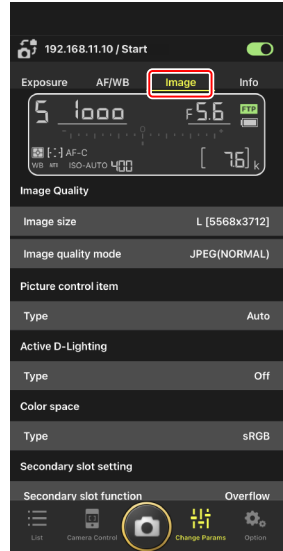 192.168.11.10 / Start
Exposure AF/WB Image Info
5 1000 F5.6 FTP
AF-C
WB ISO-AUTO 400 [ 7.6] k
Image Quality
Image size L [5568x3712]
Image quality mode JPEG(NORMAL)
Picture control item
Type Auto
Active D-Lighting
Type Off
Color space
Type sRGB
Secondary slot setting
Secondary slot function Overflow
List Camera Control Change Params Option